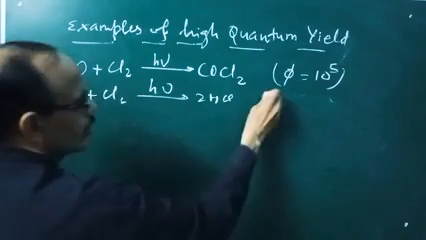 Examples of high Quantum Yield
O + Cl₂ hν→ COCl₂ (ϕ = 10⁵)
+ Cl₂ hν→ 2HCl